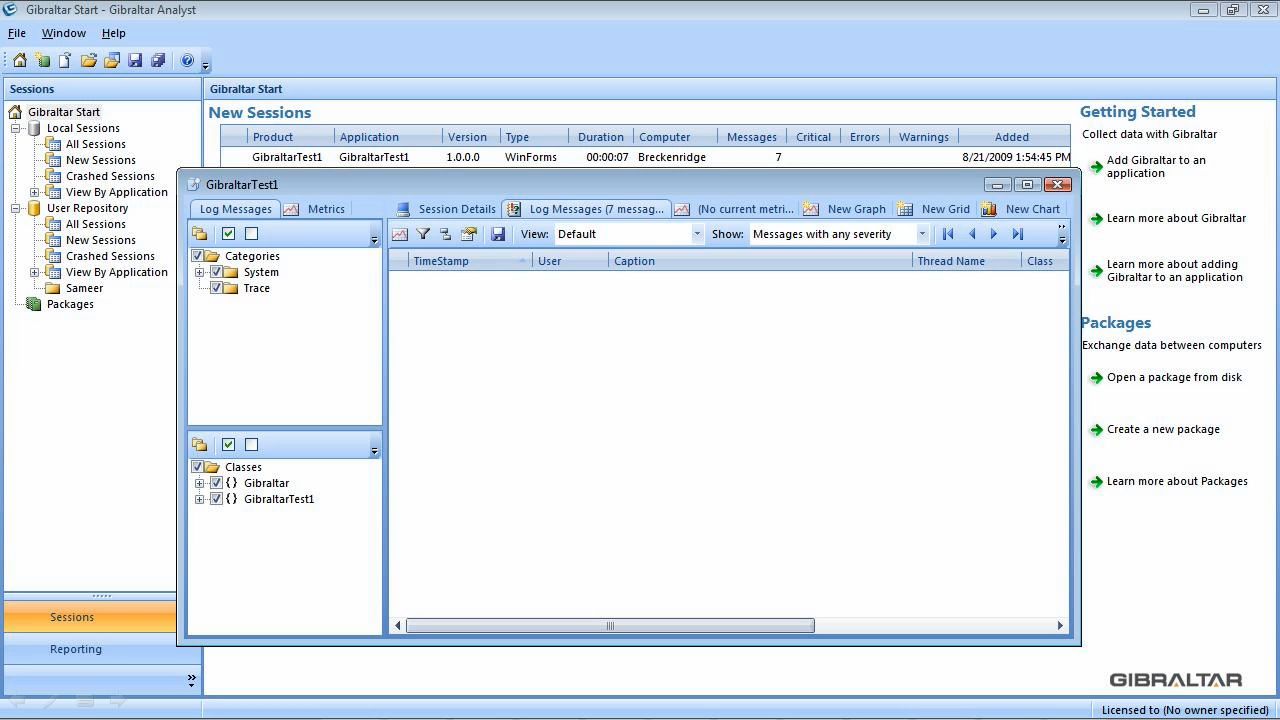 Gibraltar Start - Gibraltar Analyst
File Window Help
Sessions
Gibraltar Start
Gibraltar Start
Local Sessions
All Sessions
New Sessions
Crashed Sessions
View By Application
User Repository
All Sessions
New Sessions
Crashed Sessions
View By Application
Sameer
Packages
Sessions
Reporting
New Sessions
Product Application Version Type Duration Computer Messages Critical Errors Warnings Added
GibraltarTest1 GibraltarTest1 1.0.0.0 WinForms 00:00:07 Breckenridge 7 8/21/2009 1:54:45 PM
GibraltarTest1
Log Messages Metrics
Session Details Log Messages (7 messag... (No current metri... New Graph New Grid New Chart
View: Default Show: Messages with any severity
Categories
System
Trace
Classes
{} Gibraltar
{} GibraltarTest1
TimeStamp User Caption Thread Name Class
Getting Started
Collect data with Gibraltar
Add Gibraltar to an
application
Learn more about Gibraltar
Learn more about adding
Gibraltar to an application
Packages
Exchange data between computers
Open a package from disk
Create a new package
Learn more about Packages
GIBRALTAR
Licensed to (No owner specified)